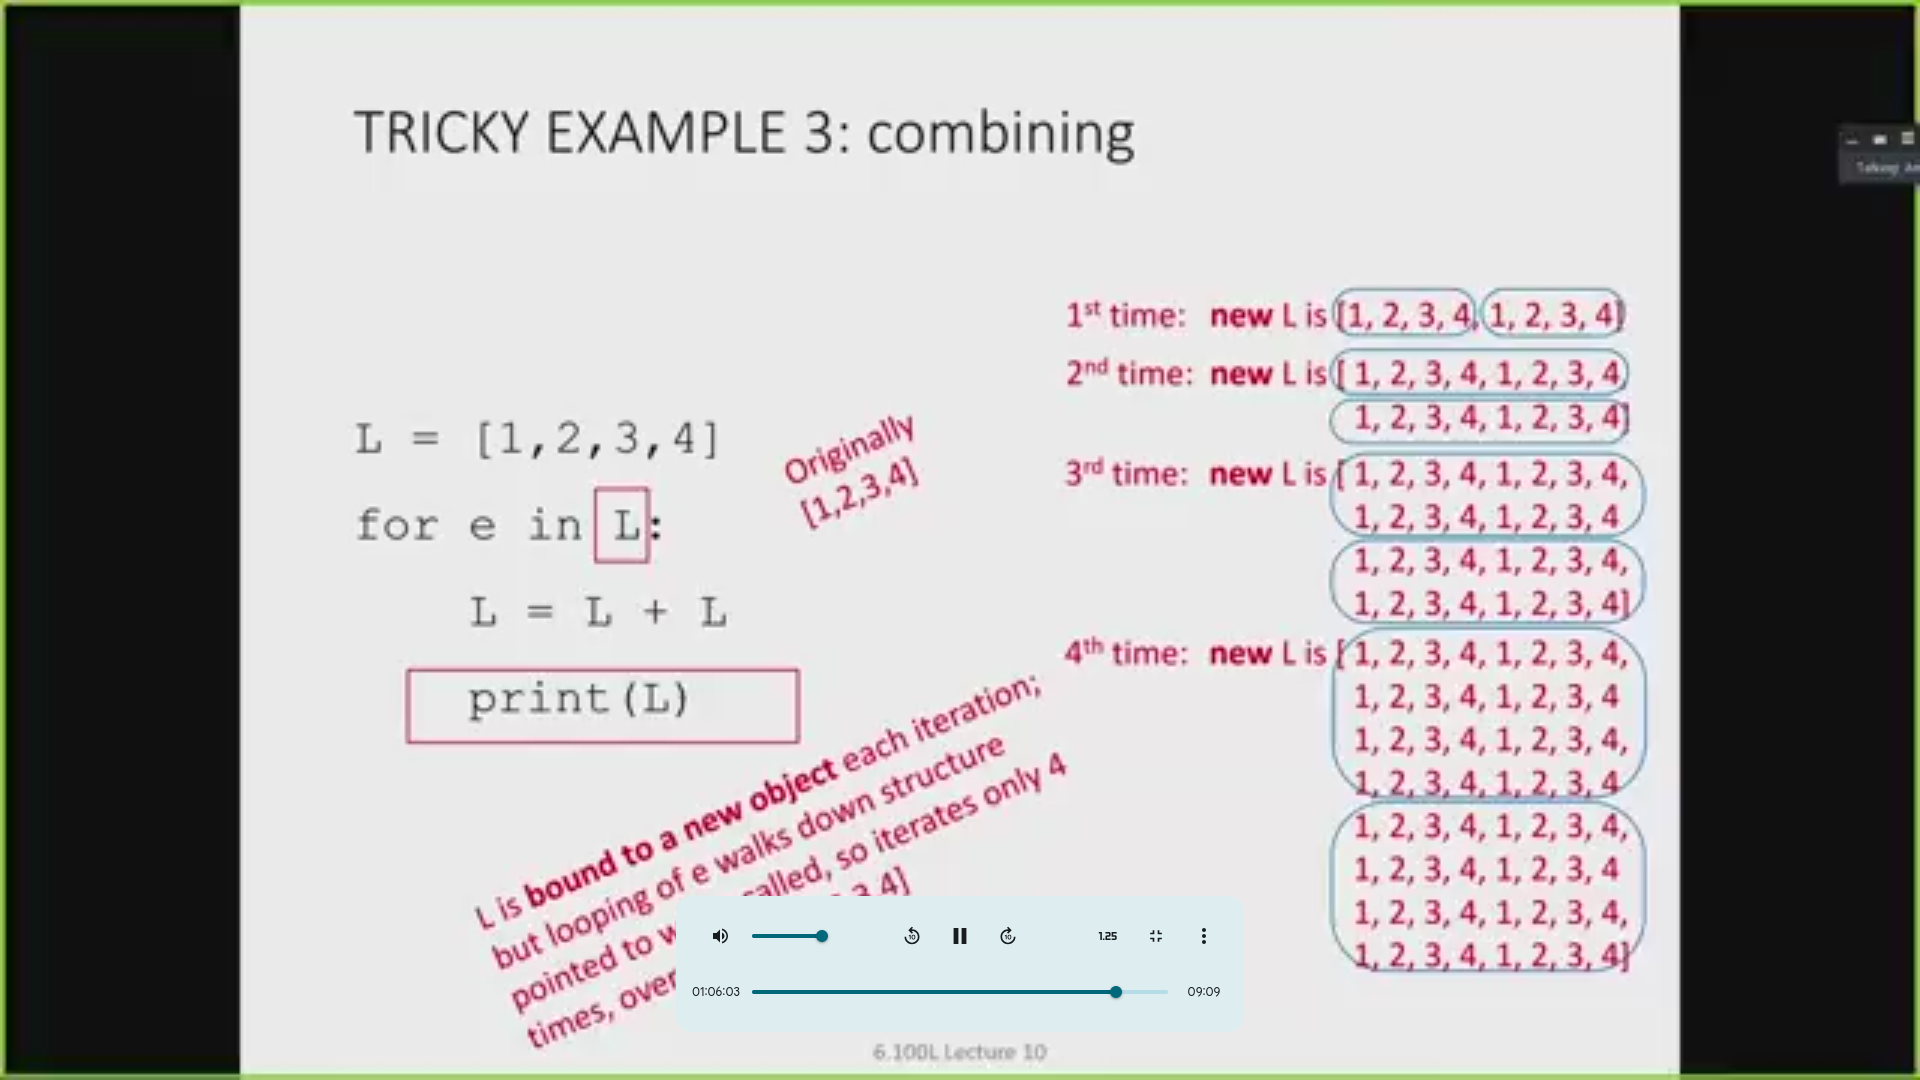 TRICKY EXAMPLE 3: combining
L = [1,2,3,4]
for e in L:
L = L + L
print(L)
Originally
[1,2,3,4]
1st time: new L is [1, 2, 3, 4, 1, 2, 3, 4]
2nd time: new L is [ 1, 2, 3, 4, 1, 2, 3, 4,
1, 2, 3, 4, 1, 2, 3, 4]
3rd time: new L is [ 1, 2, 3, 4, 1, 2, 3, 4,
1, 2, 3, 4, 1, 2, 3, 4
1, 2, 3, 4, 1, 2, 3, 4,
1, 2, 3, 4, 1, 2, 3, 4]
4th time: new L is [ 1, 2, 3, 4, 1, 2, 3, 4,
1, 2, 3, 4, 1, 2, 3, 4
1, 2, 3, 4, 1, 2, 3, 4,
1, 2, 3, 4, 1, 2, 3, 4
1, 2, 3, 4, 1, 2, 3, 4,
1, 2, 3, 4, 1, 2, 3, 4
1, 2, 3, 4, 1, 2, 3, 4,
1, 2, 3, 4, 1, 2, 3, 4]
L is bound to a new object each iteration;
but looping of e walks down structure
pointed to called, so iterates only 4
times, over 3,4]
10 10 1.25
01:06:03 09:09
6.100L Lecture 10
Talking: